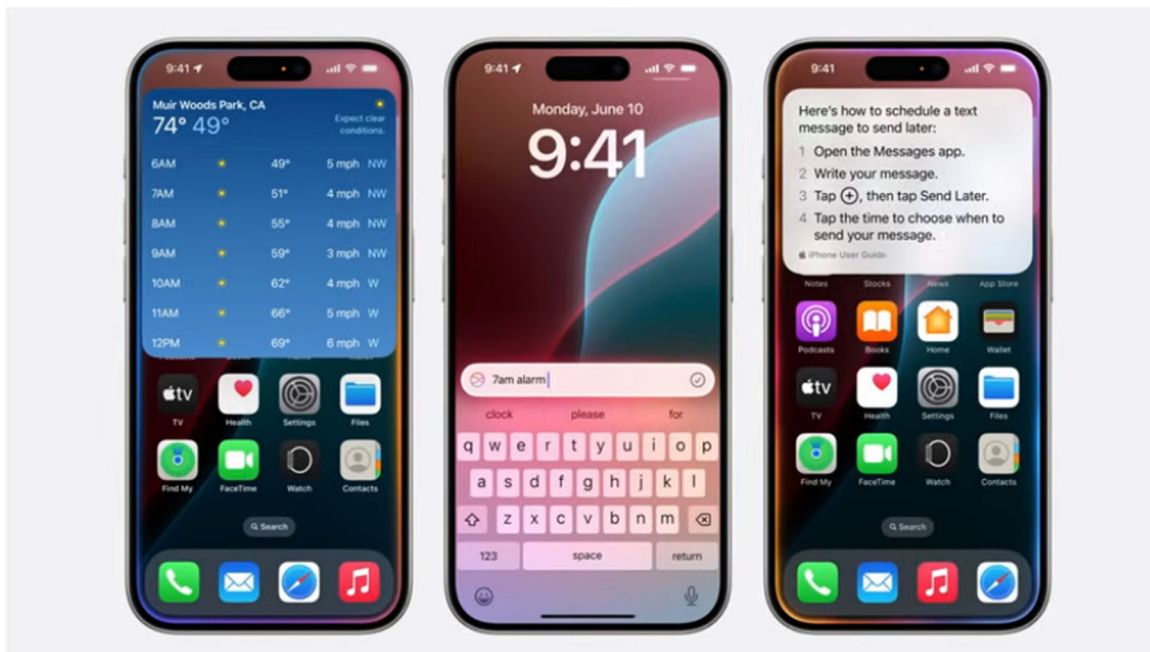 9:41
Muir Woods Park, CA
74° 49°
Expect clear
conditions.
6AM 49° 5 mph NW
7AM 51° 4 mph NW
8AM 55° 4 mph NW
9AM 59° 3 mph NW
10AM 62° 4 mph W
11AM 66° 5 mph W
12PM 69° 6 mph W
tv
TV Health Settings Files
Find My FaceTime Watch Contacts
Search
9:41
Monday, June 10
9:41
7am alarm
clock please for
q w e r t y u i o p
a s d f g h j k l
z x c v b n m
123 space return
9:41
Here's how to schedule a text
message to send later:
1 Open the Messages app.
2 Write your message.
3 Tap +, then tap Send Later.
4 Tap the time to choose when to
send your message.
iPhone User Guide
Notes Stocks News App Store
Podcasts Books Home Wallet
tv
TV Health Settings Files
Find My FaceTime Watch Contacts
Search